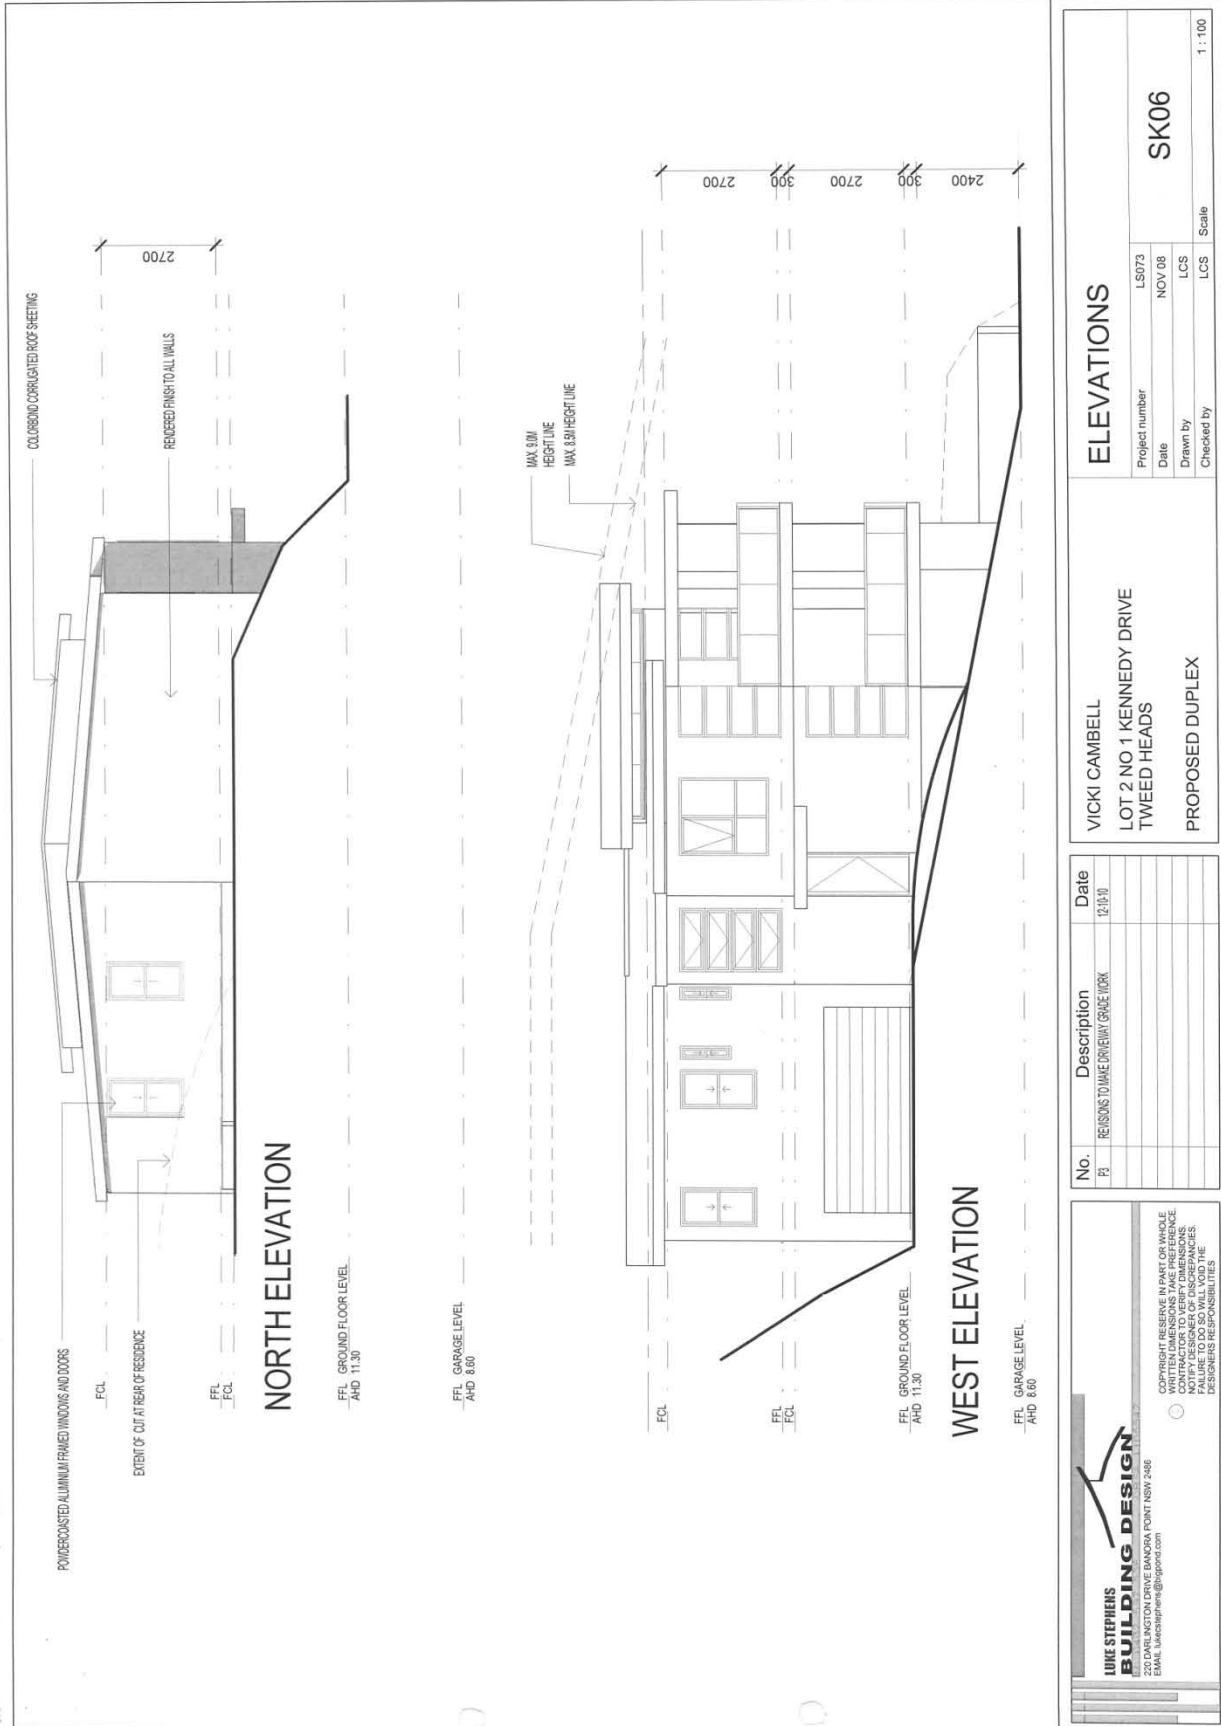 COLORBOND CORRUGATED ROOF SHEETING
RENDERED FINISH TO ALL WALLS
POWDERCOASTED ALUMINIUM FRAMED WINDOWS AND DOORS
EXTENT OF CUT AT REAR OF RESIDENCE
2700
FCL
FFL
FCL
NORTH ELEVATION
FFL GROUND FLOOR LEVEL
AHD 11.30
FFL GARAGE LEVEL
AHD 8.60
MAX. 9.0M
HEIGHT LINE
MAX. 8.5M HEIGHT LINE
2700
300
2700
300
2400
FCL
FFL
FCL
FFL GROUND FLOOR LEVEL
AHD 11.30
WEST ELEVATION
FFL GARAGE LEVEL
AHD 8.60
LUKE STEPHENS
BUILDING DESIGN
220 DARLINGTON DRIVE BANORA POINT NSW 2486
EMAIL lukecstephens@bigpond.com
COPYRIGHT RESERVE IN PART OR WHOLE
WRITTEN DIMENSIONS TAKE PREFERENCE.
CONTRACTOR TO VERIFY DIMENSIONS.
NOTIFY DESIGNER OF DISCREPANCIES.
FAILURE TO DO SO WILL VOID THE
DESIGNERS RESPONSIBILITIES
No. Description Date
P3 REVISIONS TO MAKE DRIVEWAY GRADE WORK 12-10-10
VICKI CAMBELL
LOT 2 NO 1 KENNEDY DRIVE
TWEED HEADS
PROPOSED DUPLEX
ELEVATIONS
Project number LS073
Date NOV 08
Drawn by LCS
Checked by LCS
SK06
Scale 1 : 100